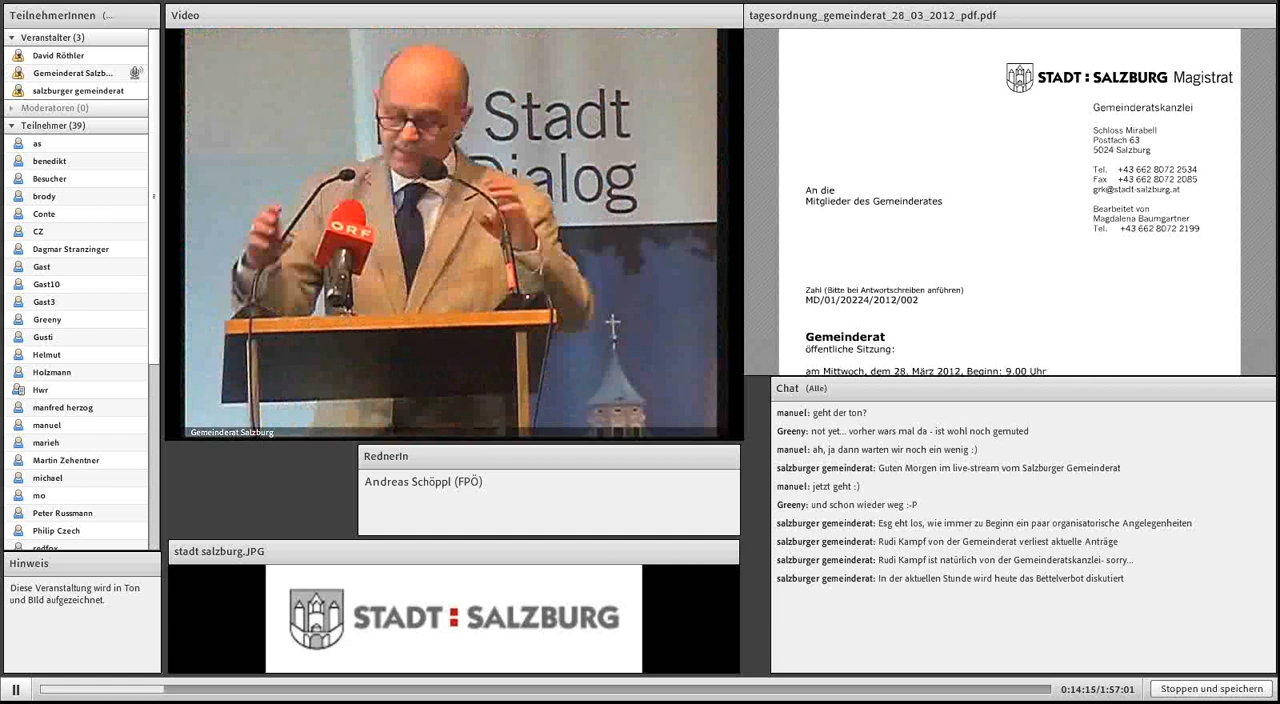 TeilnehmerInnen (...
Veranstalter (3)
David Röthler
Gemeinderat Salzb...
salzburger gemeinderat
Moderatoren (0)
Teilnehmer (39)
as
benedikt
Besucher
brody
Conte
CZ
Dagmar Stranzinger
Gast
Gast10
Gast3
Greeny
Gusti
Helmut
Holzmann
Hwr
manfred herzog
manuel
marieh
Martin Zehentner
michael
mo
Peter Russmann
Philip Czech
redfox
Hinweis
Diese Veranstaltung wird in Ton
und BIld aufgezeichnet.
Video
Stadt
Dialog
ORF
Gemeinderat Salzburg
RednerIn
Andreas Schöppl (FPÖ)
stadt salzburg.JPG
STADT : SALZBURG
tagesordnung_gemeinderat_28_03_2012_pdf.pdf
STADT : SALZBURG Magistrat
Gemeinderatskanzlei
Schloss Mirabell
Postfach 63
5024 Salzburg
Tel. +43 662 8072 2534
Fax +43 662 8072 2085
grk@stadt-salzburg.at
An die
Mitglieder des Gemeinderates
Bearbeitet von
Magdalena Baumgartner
Tel. +43 662 8072 2199
Zahl (Bitte bei Antwortschreiben anführen)
MD/01/20224/2012/002
Gemeinderat
öffentliche Sitzung:
am Mittwoch, dem 28. März 2012, Beginn: 9.00 Uhr
Chat (Alle)
manuel: geht der ton?
Greeny: not yet... vorher wars mal da - ist wohl noch gemuted
manuel: ah, ja dann warten wir noch ein wenig :)
salzburger gemeinderat: Guten Morgen im live-stream vom Salzburger Gemeinderat
manuel: jetzt geht :)
Greeny: und schon wieder weg :-P
salzburger gemeinderat: Esg eht los, wie immer zu Beginn ein paar organisatorische Angelegenheiten
salzburger gemeinderat: Rudi Kampf von der Gemeinderat verliest aktuelle Anträge
salzburger gemeinderat: Rudi Kampf ist natürlich von der Gemeinderatskanzlei- sorry...
salzburger gemeinderat: In der aktuellen Stunde wird heute das Bettelverbot diskutiert
0:14:15/1:57:01
Stoppen und speichern